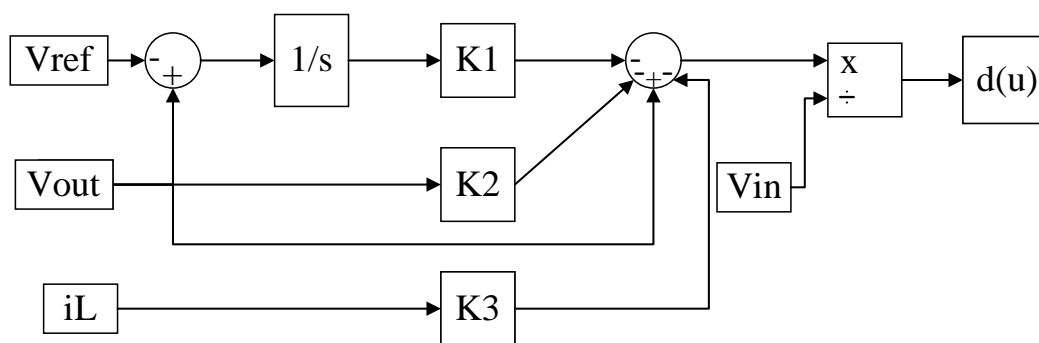 Vref
-
+
1/s
K1
-
- + -
x
÷
d(u)
Vout
K2
Vin
iL
K3